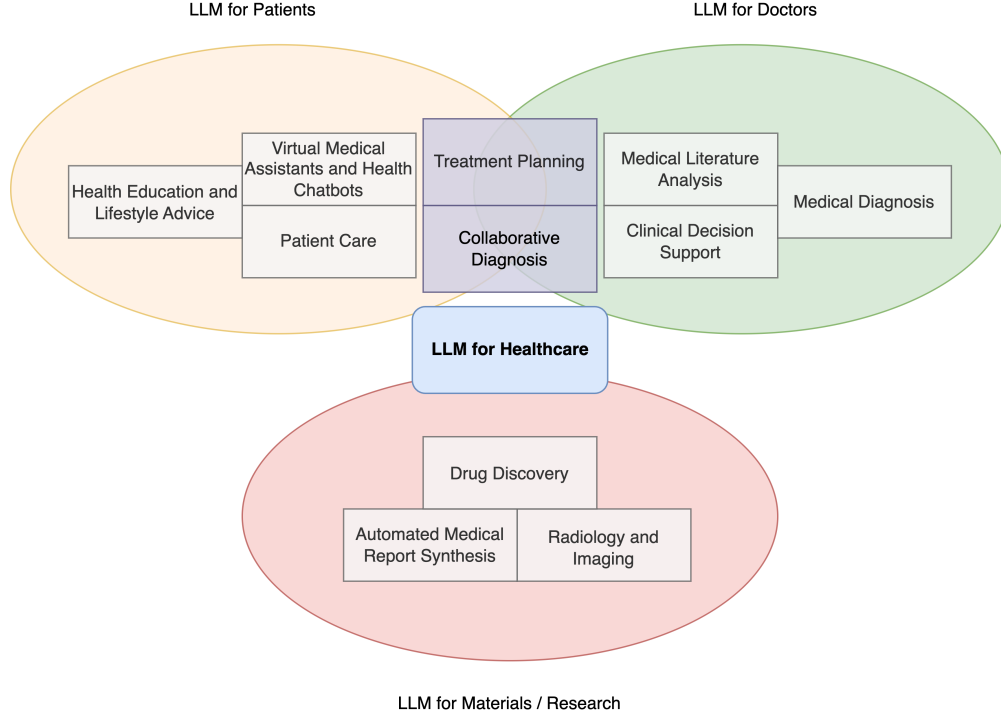 LLM for Patients
LLM for Doctors
Virtual Medical
Assistants and Health
Chatbots
Health Education and
Lifestyle Advice
Patient Care
Treatment Planning
Collaborative
Diagnosis
Medical Literature
Analysis
Clinical Decision
Support
Medical Diagnosis
LLM for Healthcare
Drug Discovery
Automated Medical
Report Synthesis
Radiology and
Imaging
LLM for Materials / Research